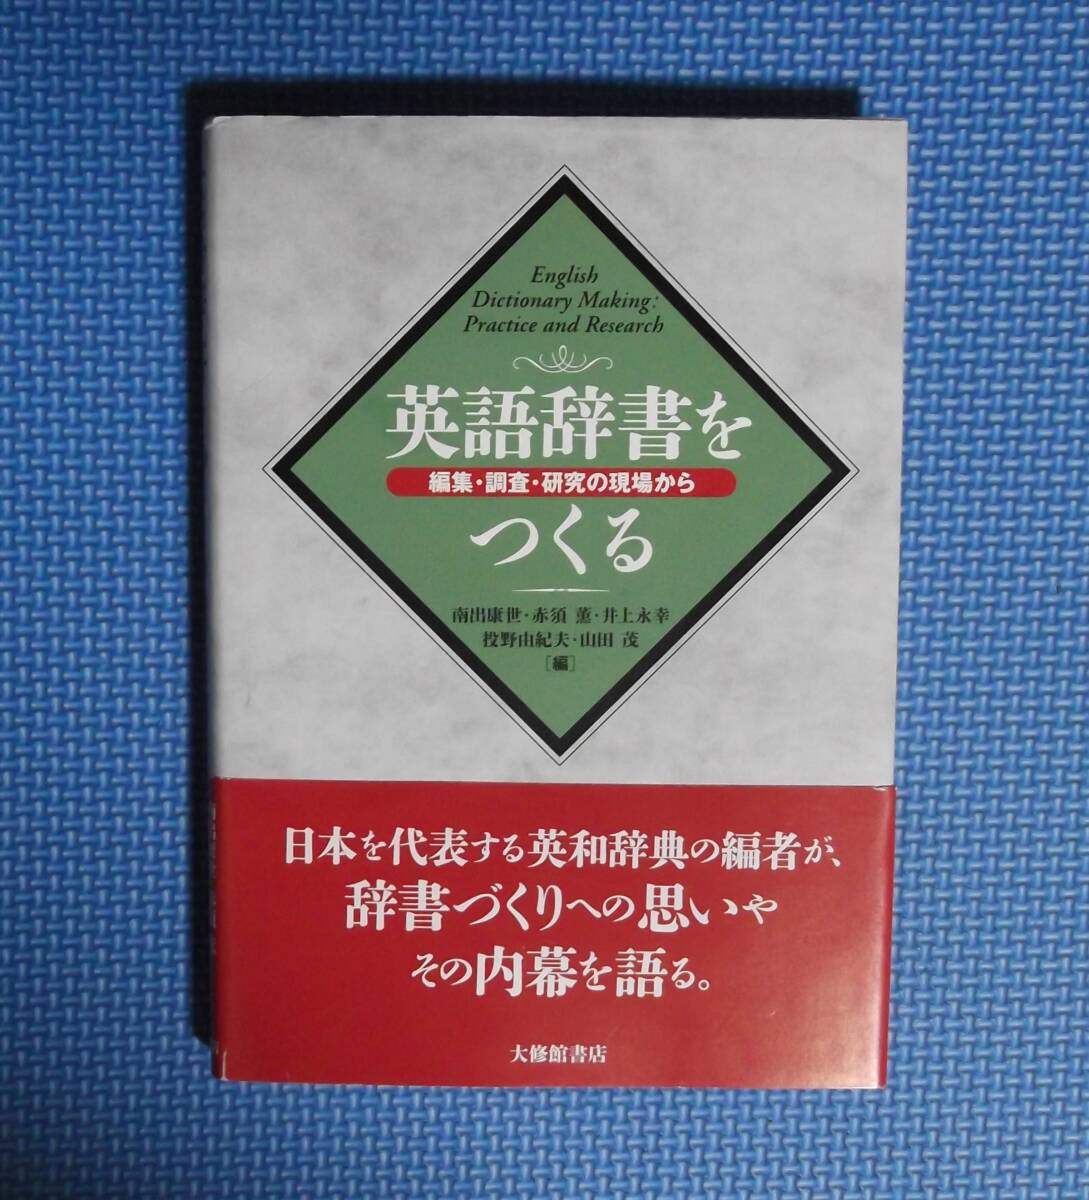 English
Dictionary Making:
Practice and Research
英語辞書を
編集・調査・研究の現場から
つくる
南出康世・赤須 薫・井上永幸
投野由紀夫・山田 茂
［編］
日本を代表する英和辞典の編者が、
辞書づくりへの思いや
その内幕を語る。
大修館書店